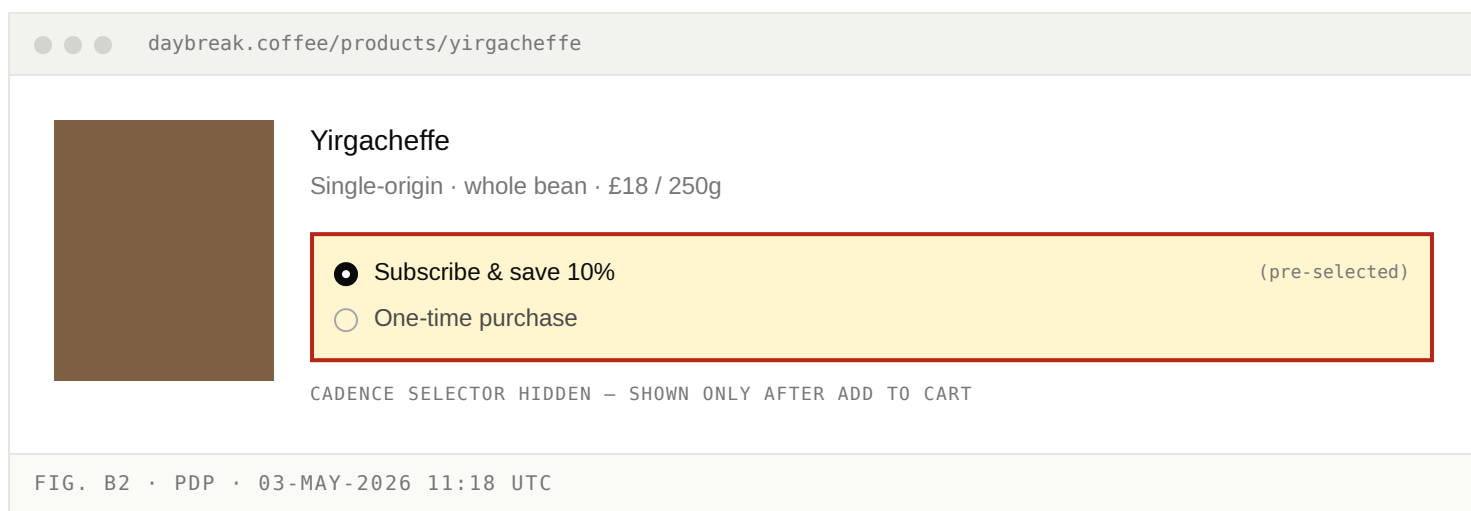 daybreak.coffee/products/yirgacheffe
Yirgacheffe
Single-origin · whole bean · £18 / 250g
Subscribe & save 10% (pre-selected)
One-time purchase
CADENCE SELECTOR HIDDEN — SHOWN ONLY AFTER ADD TO CART
FIG. B2 · PDP · 03-MAY-2026 11:18 UTC